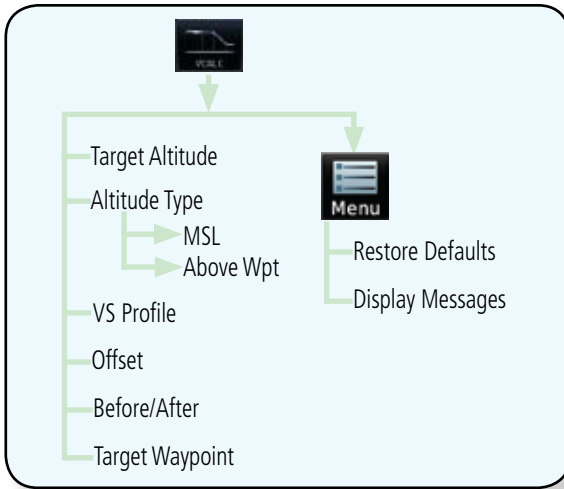 VCALC
Target Altitude
Altitude Type
MSL
Above Wpt
VS Profile
Offset
Before/After
Target Waypoint
Menu
Restore Defaults
Display Messages